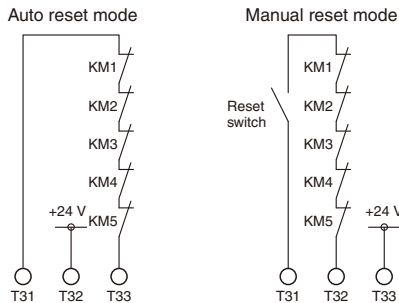 Auto reset mode
KM1
KM2
KM3
KM4
KM5
+24 V
T31
T32
T33
Manual reset mode
Reset
switch
KM1
KM2
KM3
KM4
KM5
+24 V
T31
T32
T33